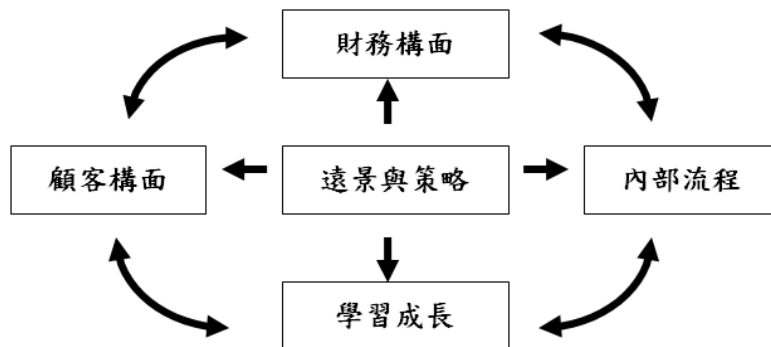 財務構面
顧客構面
遠景與策略
內部流程
學習成長